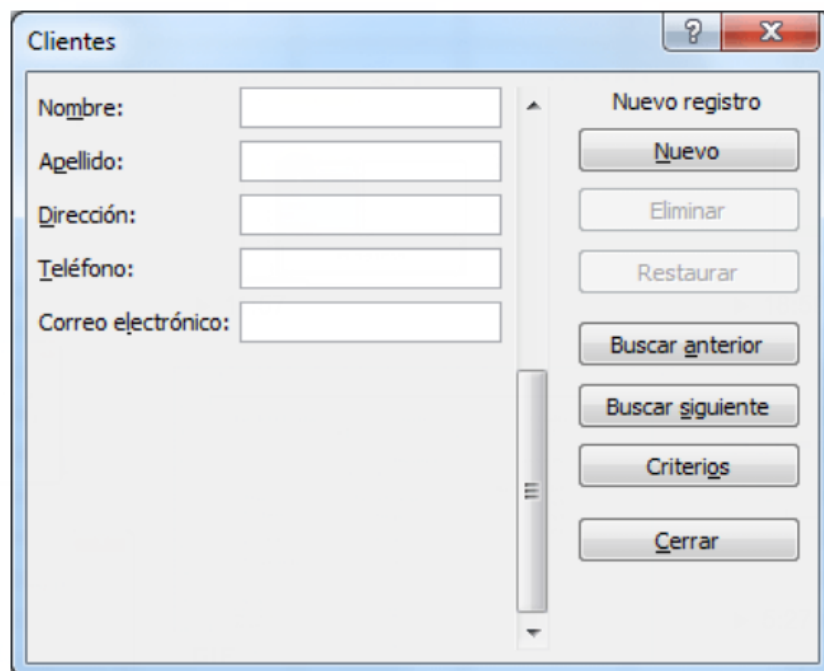 Clientes
Nombre:
Apellido:
Dirección:
Teléfono:
Correo electrónico:
Nuevo registro
Nuevo
Eliminar
Restaurar
Buscar anterior
Buscar siguiente
Criterios
Cerrar